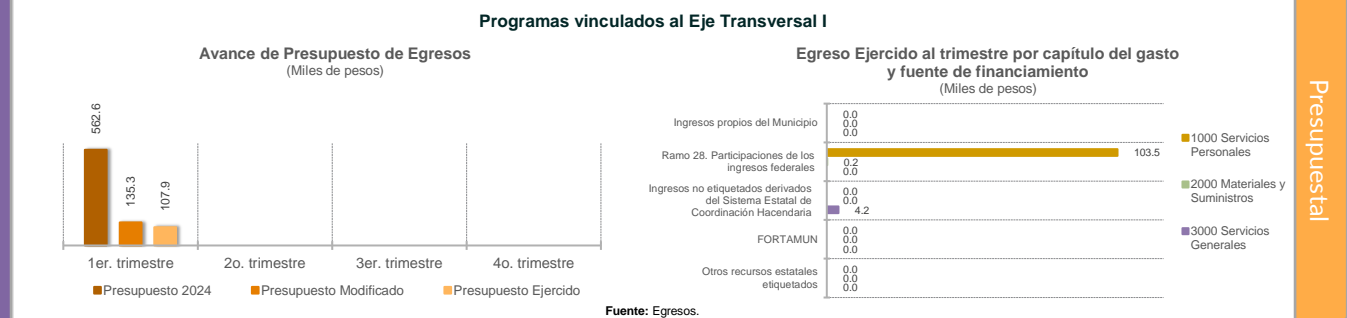 Programas vinculados al Eje Transversal I
Avance de Presupuesto de Egresos
(Miles de pesos)
562.6
135.3
107.9
1er. trimestre
2o. trimestre
3er. trimestre
4o. trimestre
Presupuesto 2024
Presupuesto Modificado
Presupuesto Ejercido
Egreso Ejercido al trimestre por capítulo del gasto
y fuente de financiamiento
(Miles de pesos)
Ingresos propios del Municipio
0.0
0.0
0.0
Ramo 28. Participaciones de los
ingresos federales
103.5
0.2
0.0
Ingresos no etiquetados derivados
del Sistema Estatal de
Coordinación Hacendaria
0.0
0.0
4.2
FORTAMUN
0.0
0.0
0.0
Otros recursos estatales
etiquetados
0.0
0.0
0.0
1000 Servicios
Personales
2000 Materiales y
Suministros
3000 Servicios
Generales
Fuente: Egresos.
Presupuestal